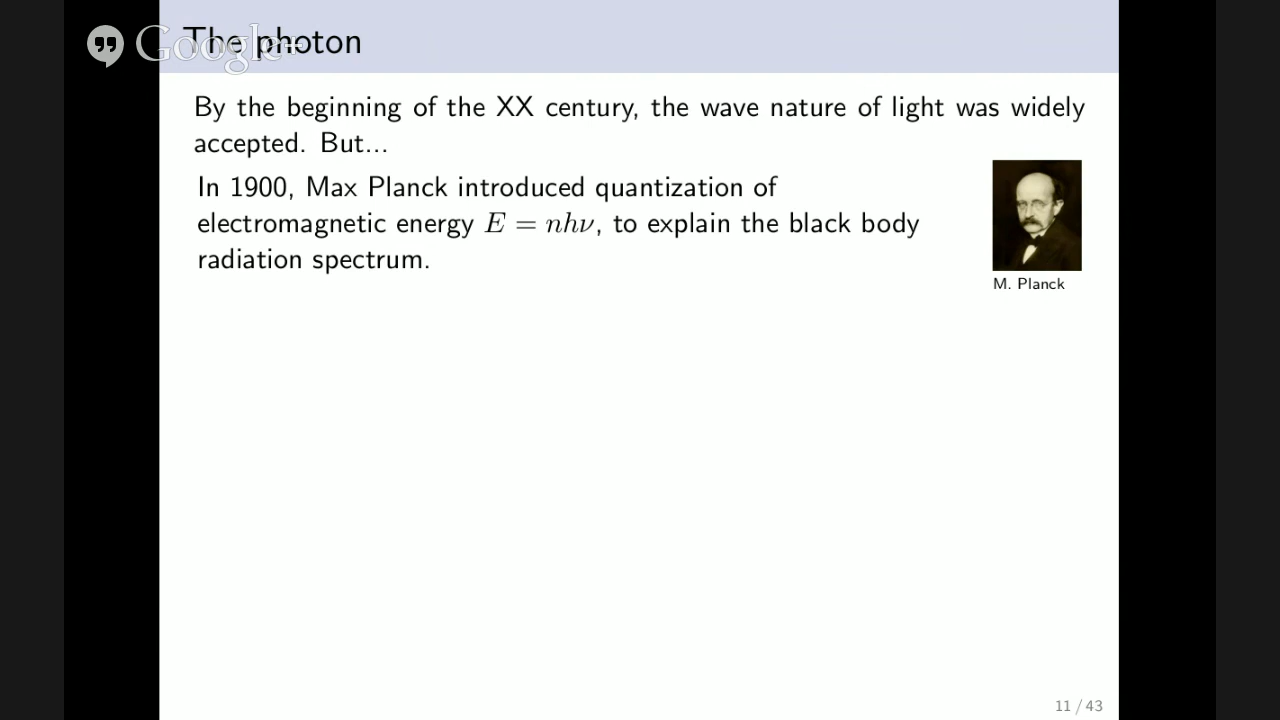 The photon
Google+
By the beginning of the XX century, the wave nature of light was widely
accepted. But...
In 1900, Max Planck introduced quantization of
electromagnetic energy E = nhν, to explain the black body
radiation spectrum.
M. Planck
11 / 43